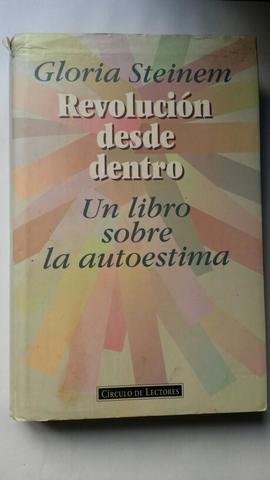 Gloria Steinem
Revolución
desde
dentro
Un libro
sobre
la autoestima
CÍRCULO DE LECTORES